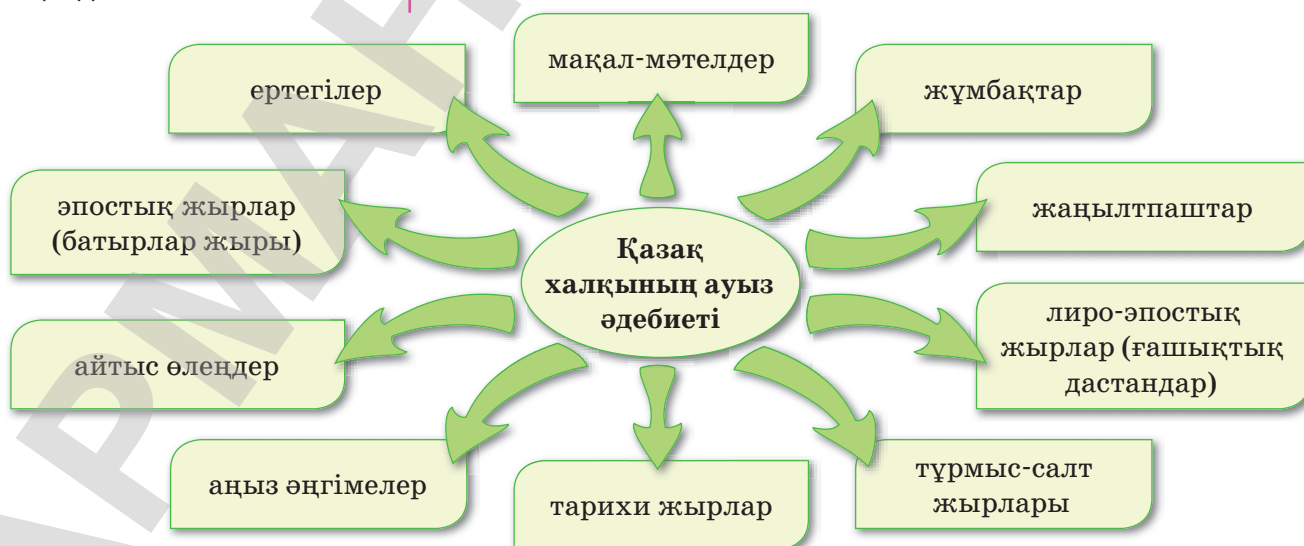 мақал-мәтелдер
ертегілер
жұмбақтар
эпостық жырлар
(батырлар жыры)
жаңылтпаштар
Қазақ
халқының ауыз
әдебиеті
айтыс өлеңдер
лиро-эпостық
жырлар (ғашықтық
дастандар)
аңыз әңгімелер
тарихи жырлар
тұрмыс-салт
жырлары